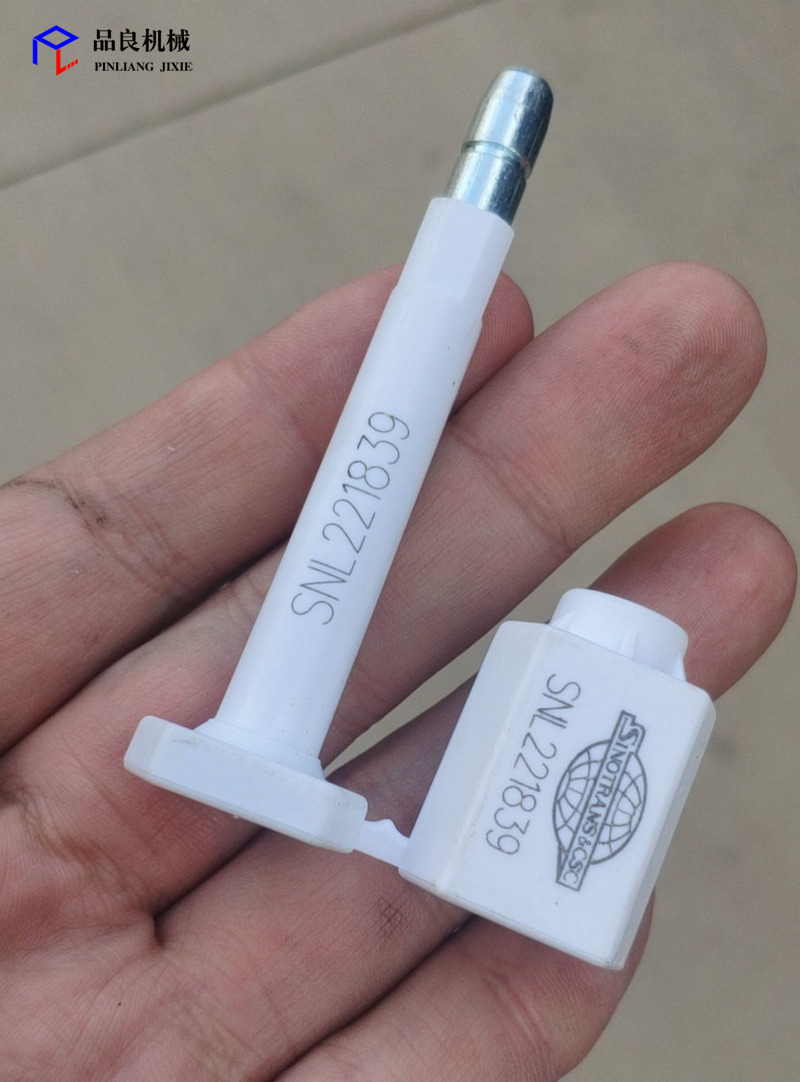 品良机械
PINLIANG JIXIE
SNL221839
SNL221839
SINOTRANS&CSC